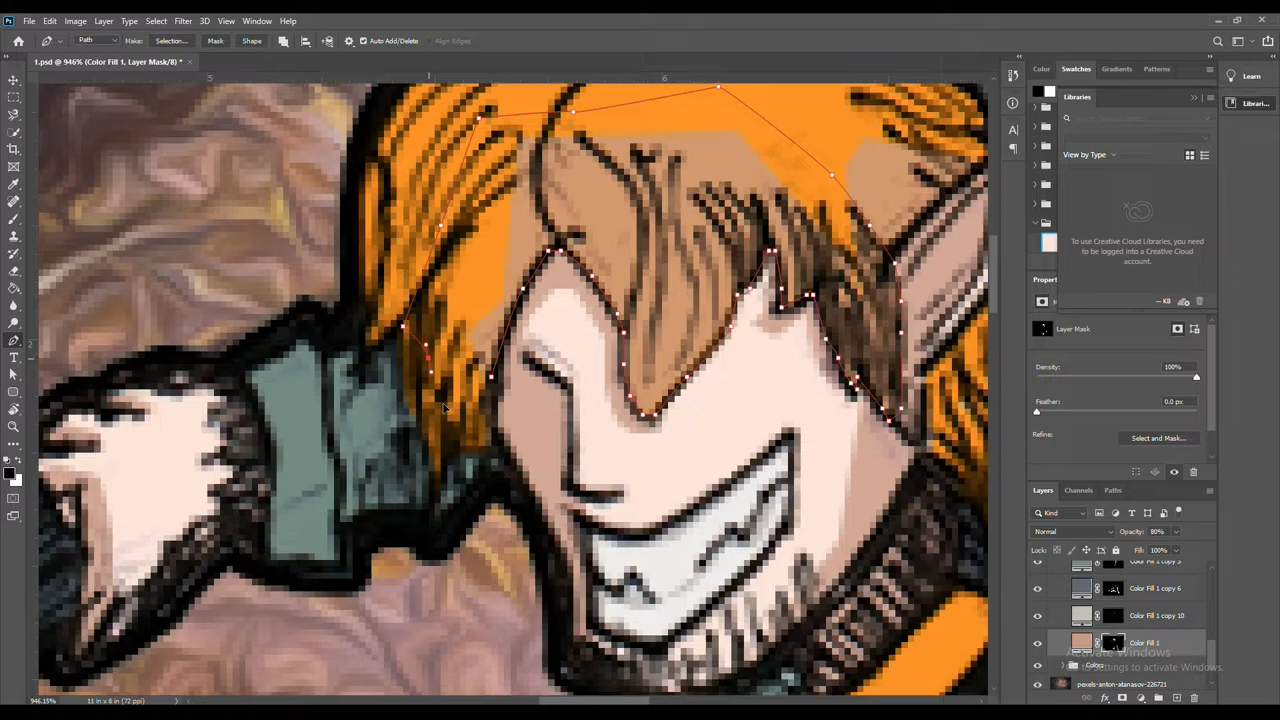 Ps File Edit Image Layer Type Select Filter 3D View Window Help
Path Make: Selection... Mask Shape Auto Add/Delete Align Edges
1.psd @ 946% (Color Fill 1, Layer Mask/8) * ×
5 6
2
Color Swatches Gradients Patterns
Learn
Libraries
Librari...
View by Type
To use Creative Cloud Libraries, you need
to be logged into a Creative Cloud
account.
-- KB
Properties
Layer Mask
Density: 100%
Feather: 0.0 px
Refine: Select and Mask...
Layers Channels Paths
Kind
Normal Opacity: 80%
Lock: Fill: 100%
Color Fill 1 copy 5
Color Fill 1 copy 6
Color Fill 1 copy 10
Color Fill 1
Activate Windows
Go to Settings to activate Windows.
Colors
pexels-anton-atanasov-226721
946.15% 11 in x 8 in (72 ppi)